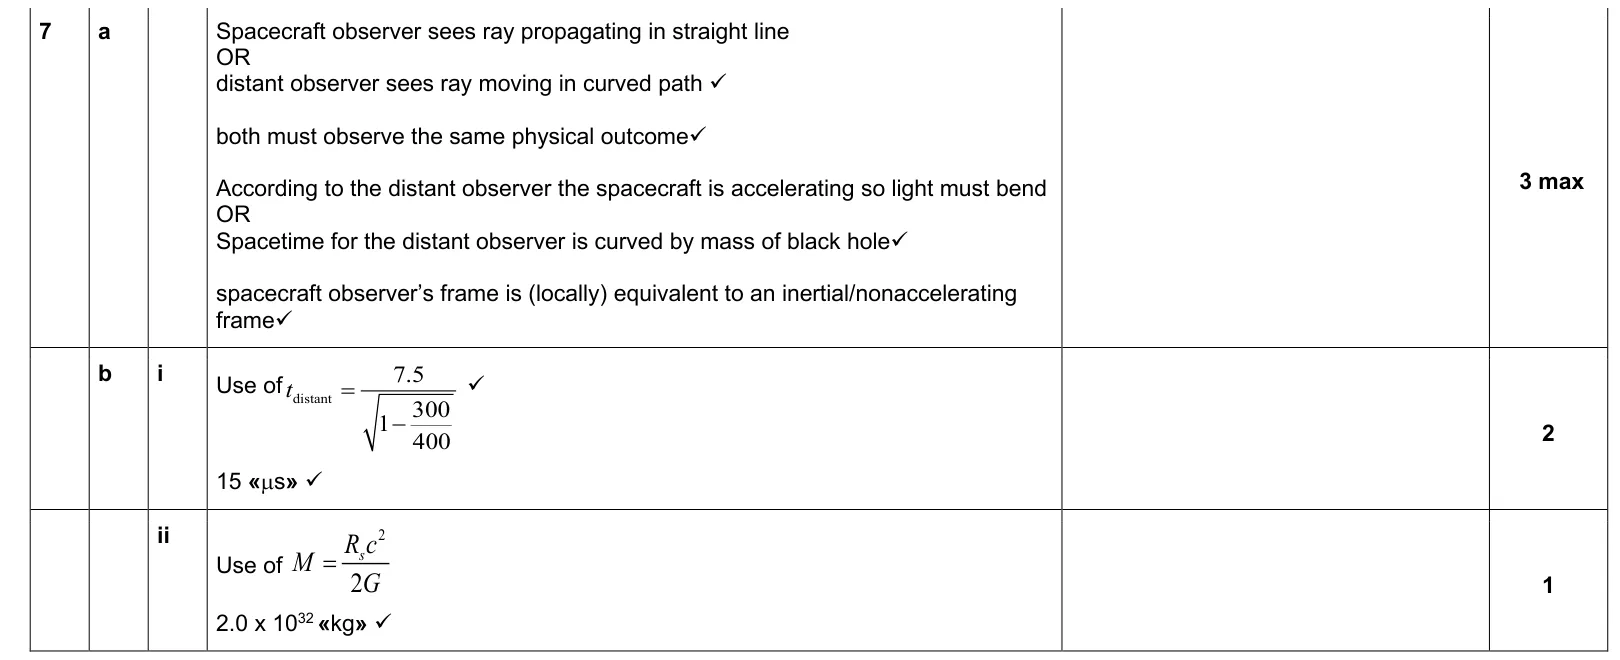 7 a Spacecraft observer sees ray propagating in straight line
OR
distant observer sees ray moving in curved path ✓
both must observe the same physical outcome✓
According to the distant observer the spacecraft is accelerating so light must bend
OR
Spacetime for the distant observer is curved by mass of black hole✓
3 max
spacecraft observer’s frame is (locally) equivalent to an inertial/nonaccelerating
frame✓
b i Use of t_distant = 7.5 / √(1 − 300/400) ✓
15 «μs» ✓
2
ii Use of M = R_s c² / 2G
2.0 x 10³² «kg» ✓
1